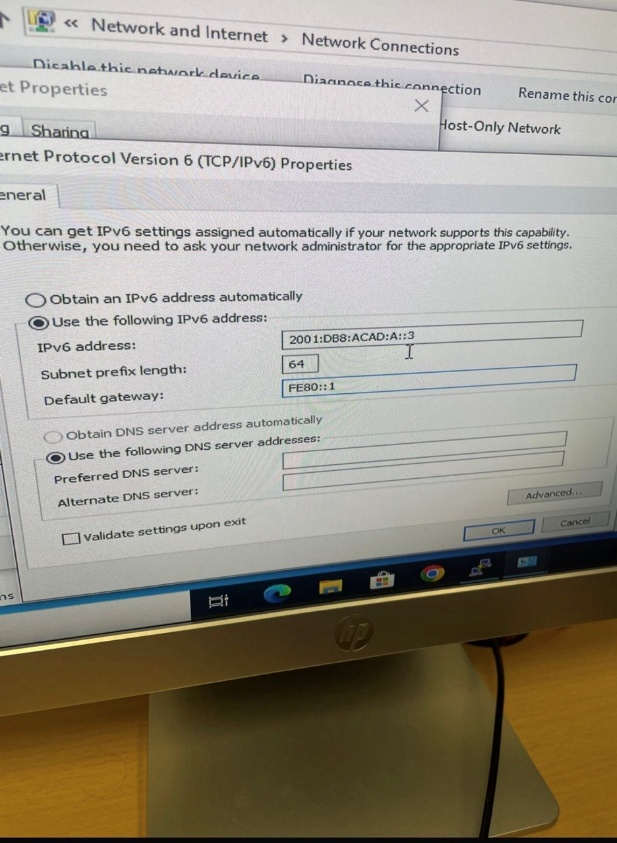 « Network and Internet > Network Connections
Disable this network device Diagnose this connection Rename this con
et Properties
Host-Only Network
g Sharing
ernet Protocol Version 6 (TCP/IPv6) Properties
eneral
You can get IPv6 settings assigned automatically if your network supports this capability.
Otherwise, you need to ask your network administrator for the appropriate IPv6 settings.
Obtain an IPv6 address automatically
Use the following IPv6 address:
IPv6 address: 2001:DB8:ACAD:A::3
Subnet prefix length: 64
Default gateway: FE80::1
Obtain DNS server address automatically
Use the following DNS server addresses:
Preferred DNS server:
Alternate DNS server:
Validate settings upon exit
Advanced...
OK Cancel
ns
hp